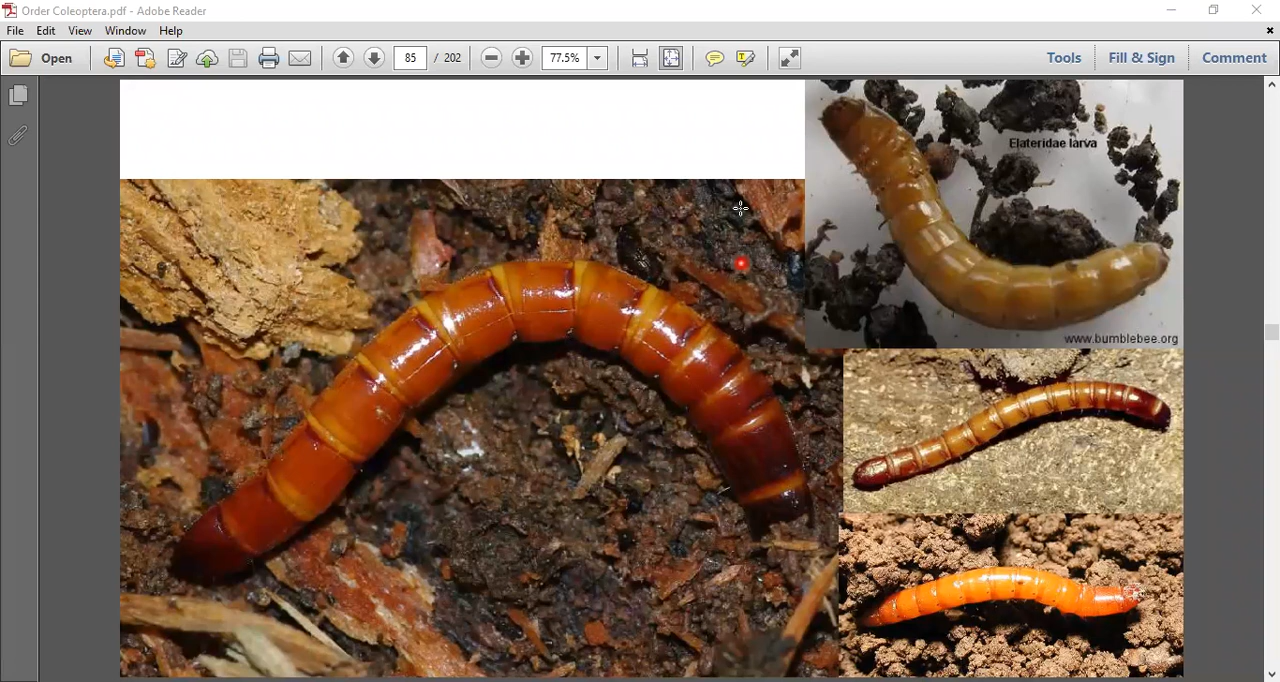 Order Coleoptera.pdf - Adobe Reader
File Edit View Window Help
Open 85 / 202 77.5% Tools Fill & Sign Comment
Elateridae larva
www.bumblebee.org